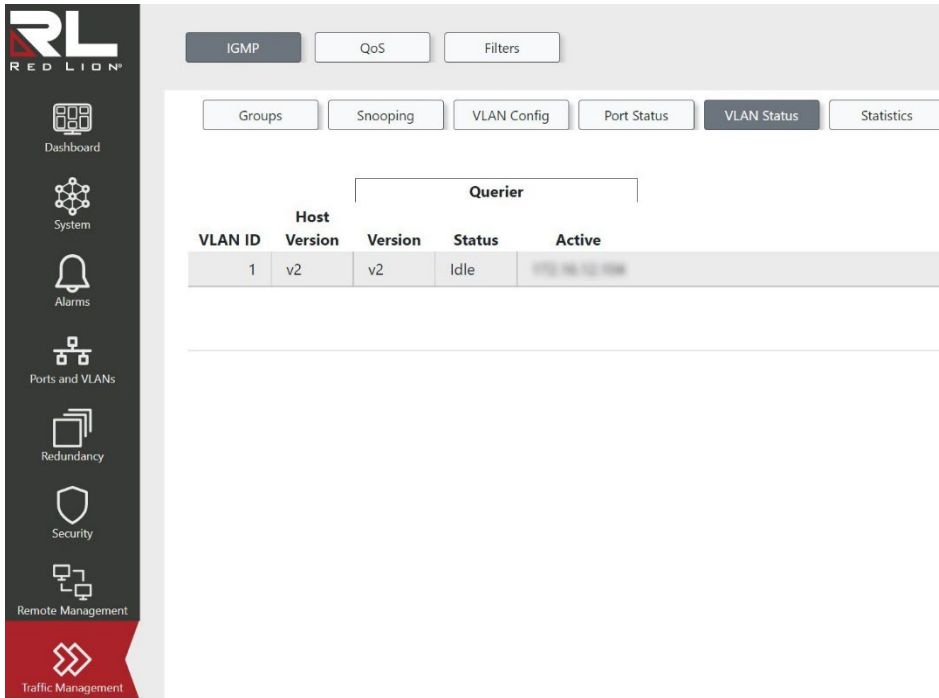 RED LION®
IGMP QoS Filters
Groups Snooping VLAN Config Port Status VLAN Status Statistics
Dashboard
System
Alarms
Ports and VLANs
Redundancy
Security
Remote Management
Traffic Management
Querier
VLAN ID Host Version Version Status Active
1 v2 v2 Idle